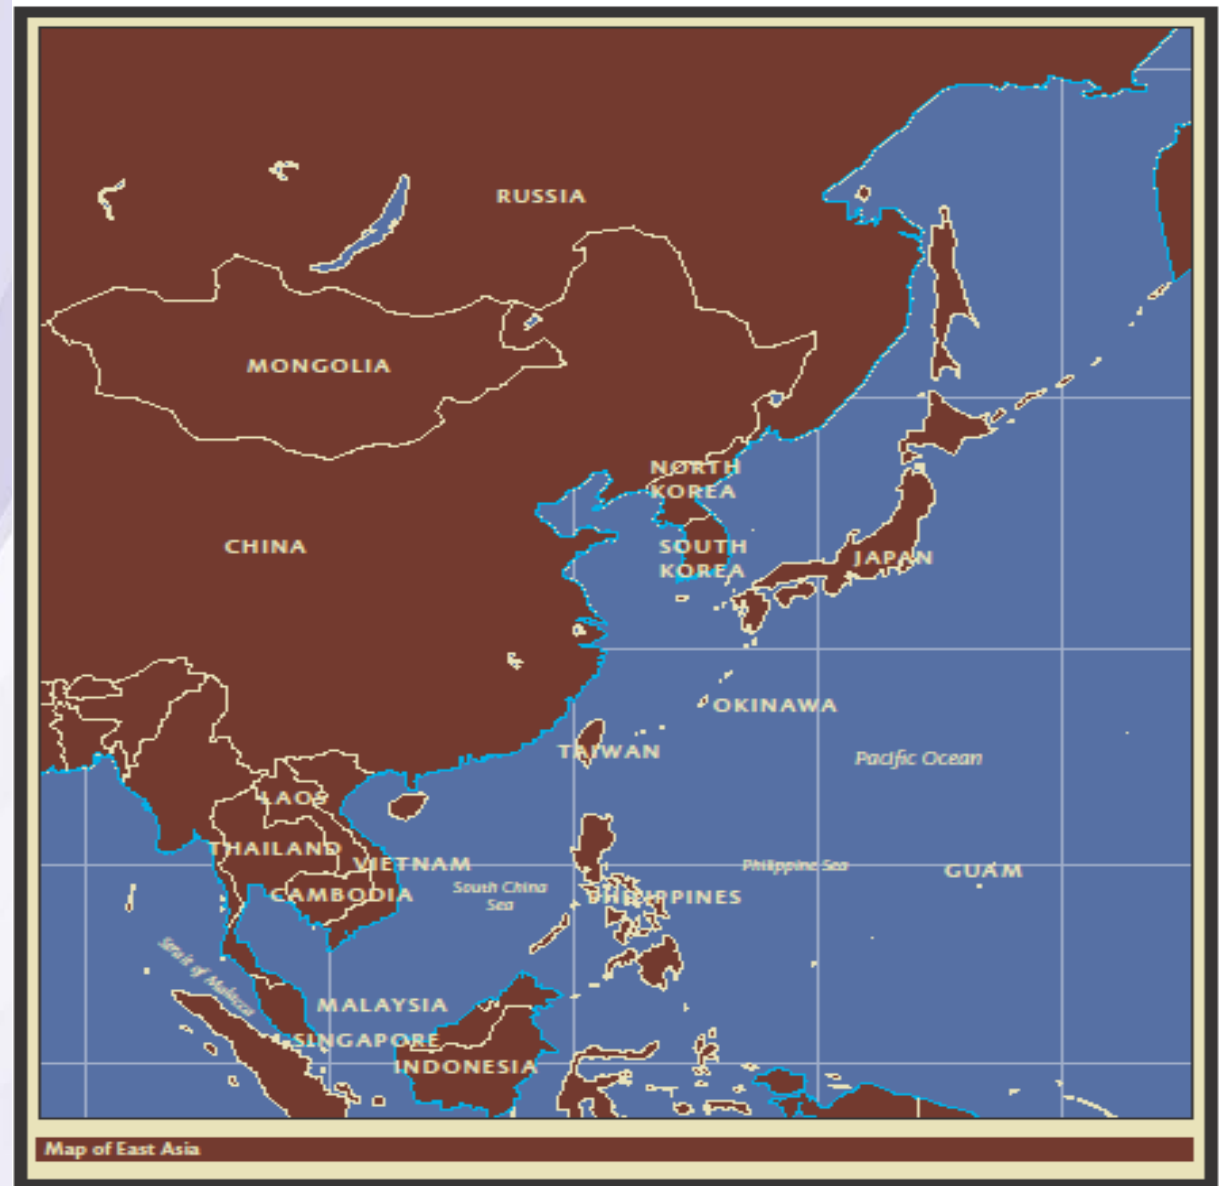 RUSSIA
MONGOLIA
NORTH
KOREA
CHINA
SOUTH
KOREA
JAPAN
OKINAWA
TAIWAN
Pacific Ocean
LAOS
THAILAND
VIETNAM
Philippine Sea
GUAM
CAMBODIA
South China
Sea
PHILIPPINES
of Malacca
MALAYSIA
SINGAPORE
INDONESIA
Map of East Asia